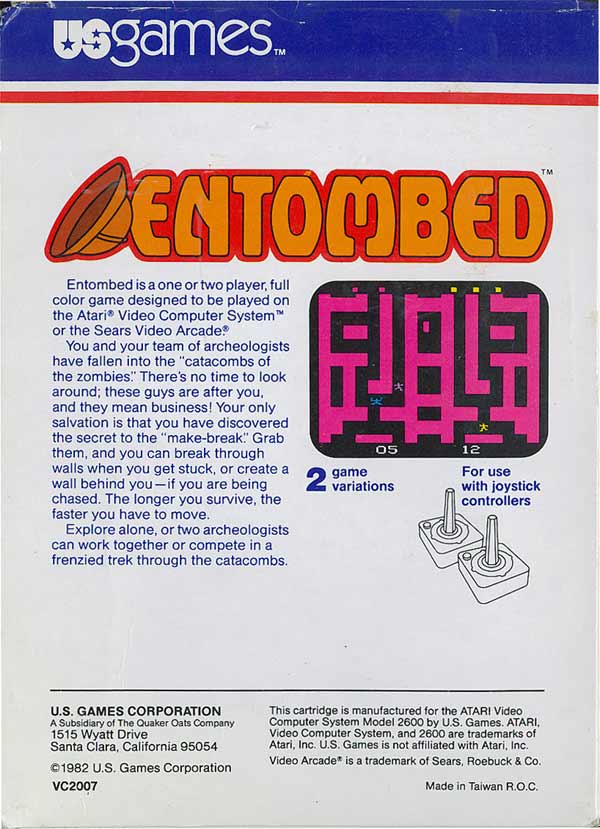 usgames™
ENTOMBED™
Entombed is a one or two player, full
color game designed to be played on
the Atari® Video Computer System™
or the Sears Video Arcade®.
You and your team of archeologists
have fallen into the "catacombs of
the zombies." There's no time to look
around; these guys are after you,
and they mean business! Your only
salvation is that you have discovered
the secret to the "make-break." Grab
them, and you can break through
walls when you get stuck, or create a
wall behind you—if you are being
chased. The longer you survive, the
faster you have to move.
Explore alone, or two archeologists
can work together or compete in a
frenzied trek through the catacombs.
05 12
2 game
variations
For use
with joystick
controllers
U.S. GAMES CORPORATION
A Subsidiary of The Quaker Oats Company
1515 Wyatt Drive
Santa Clara, California 95054
©1982 U.S. Games Corporation
VC2007
This cartridge is manufactured for the ATARI Video
Computer System Model 2600 by U.S. Games. ATARI,
Video Computer System, and 2600 are trademarks of
Atari, Inc. U.S. Games is not affiliated with Atari, Inc.
Video Arcade® is a trademark of Sears, Roebuck & Co.
Made in Taiwan R.O.C.